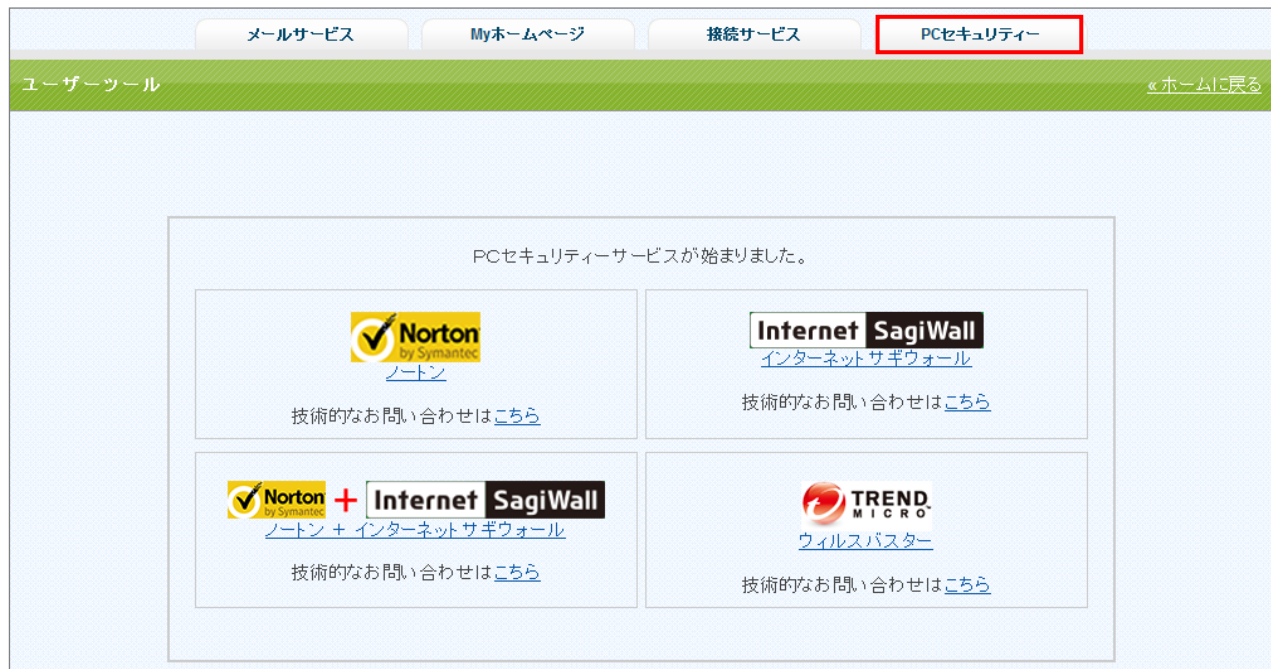 メールサービス Myホームページ 接続サービス PCセキュリティー
ユーザーツール «ホームに戻る
PCセキュリティーサービスが始まりました。
Norton
by Symantec
ノートン
技術的なお問い合わせはこちら
Internet SagiWall
インターネットサギウォール
技術的なお問い合わせはこちら
Norton by Symantec + Internet SagiWall
ノートン + インターネットサギウォール
技術的なお問い合わせはこちら
TREND
MICRO
ウィルスバスター
技術的なお問い合わせはこちら